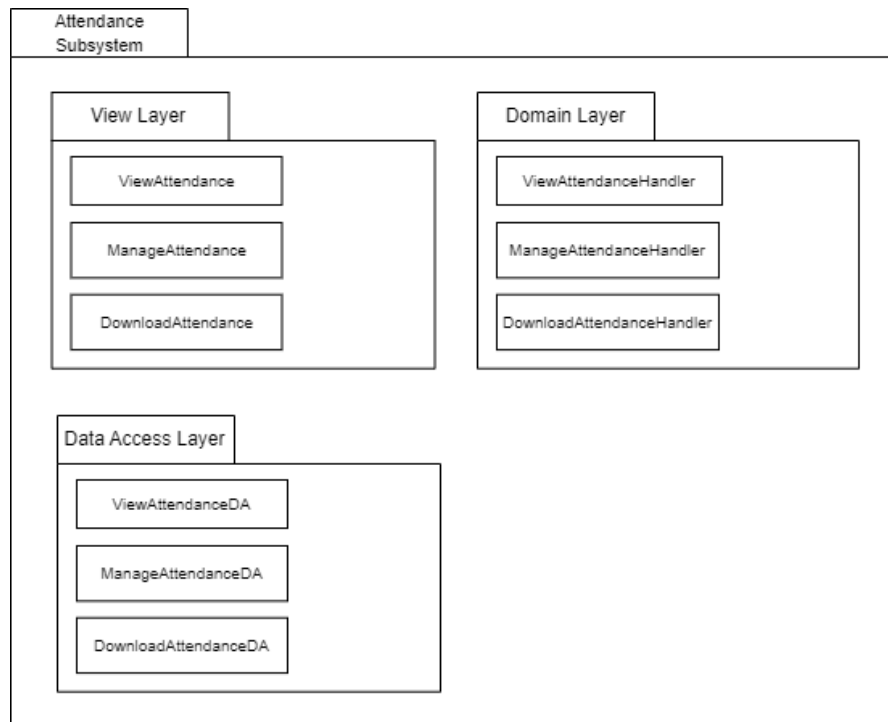 Attendance
Subsystem
View Layer
ViewAttendance
ManageAttendance
DownloadAttendance
Domain Layer
ViewAttendanceHandler
ManageAttendanceHandler
DownloadAttendanceHandler
Data Access Layer
ViewAttendanceDA
ManageAttendanceDA
DownloadAttendanceDA